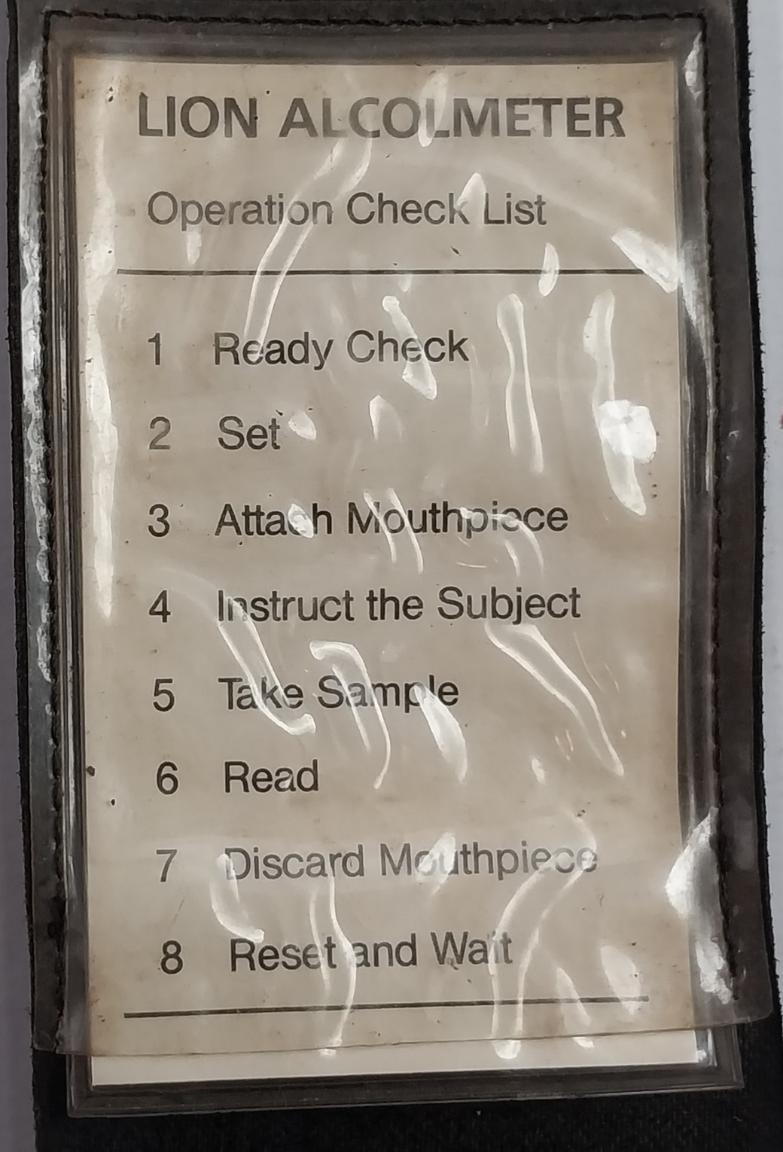 LION ALCOLMETER
Operation Check List
1 Ready Check
2 Set
3 Attach Mouthpiece
4 Instruct the Subject
5 Take Sample
6 Read
7 Discard Mouthpiece
8 Reset and Wait